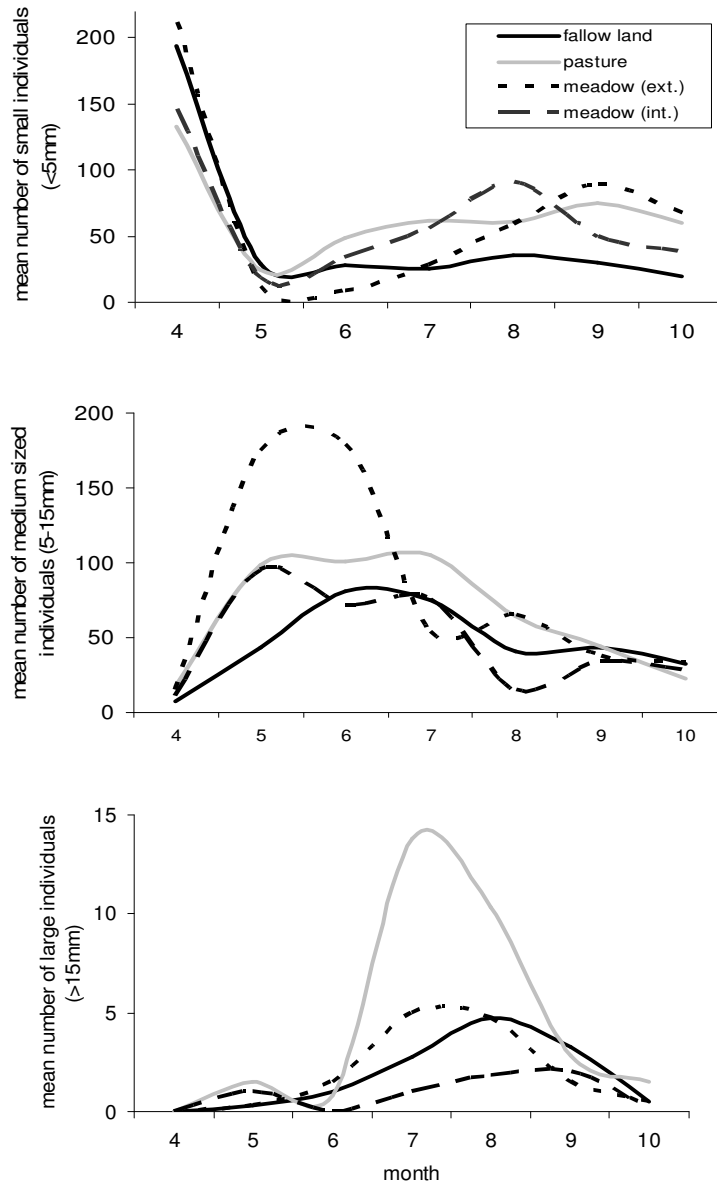 mean number of small individuals
(<5mm)
200
150
100
50
0
fallow land
pasture
meadow (ext.)
meadow (int.)
4 5 6 7 8 9 10
mean number of medium sized
individuals (5-15mm)
200
150
100
50
0
4 5 6 7 8 9 10
mean number of large individuals
(>15mm)
15
10
5
0
4 5 6 7 8 9 10
month